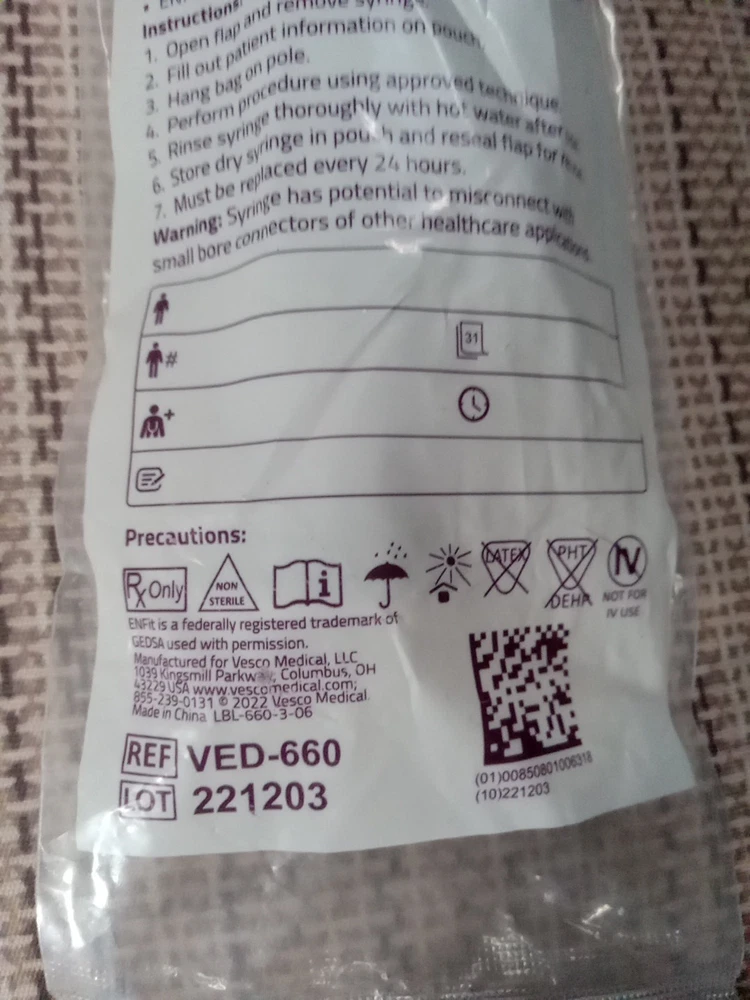 • EN
Instructions
1. Open flap and remove syringe.
2. Fill out patient information on pouch.
3. Hang bag on pole.
4. Perform procedure using approved technique.
5. Rinse syringe thoroughly with hot water after
6. Store dry syringe in pouch and reseal flap for
7. Must be replaced every 24 hours.
Warning: Syringe has potential to misconnect with
small bore connectors of other healthcare applications.
31
#
+
Precautions:
Rx Only
NON
STERILE
i
LATEX
PHT
DEHP
IV
NOT FOR
IV USE
ENFit is a federally registered trademark of
GEDSA used with permission.
Manufactured for Vesco Medical, LLC
1039 Kingsmill Parkway, Columbus, OH
43229 USA www.vescomedical.com;
855-239-0131 © 2022 Vesco Medical.
Made in China LBL-660-3-06
REF VED-660
LOT 221203
(01)00850801006318
(10)221203